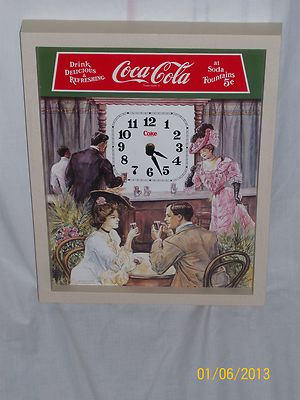 Drink
DELICIOUS
and REFRESHING
Coca-Cola
at
Soda
Fountains
5¢
12
1
2
3
4
5
6
7
8
9
10
11
Coke
01/06/2013